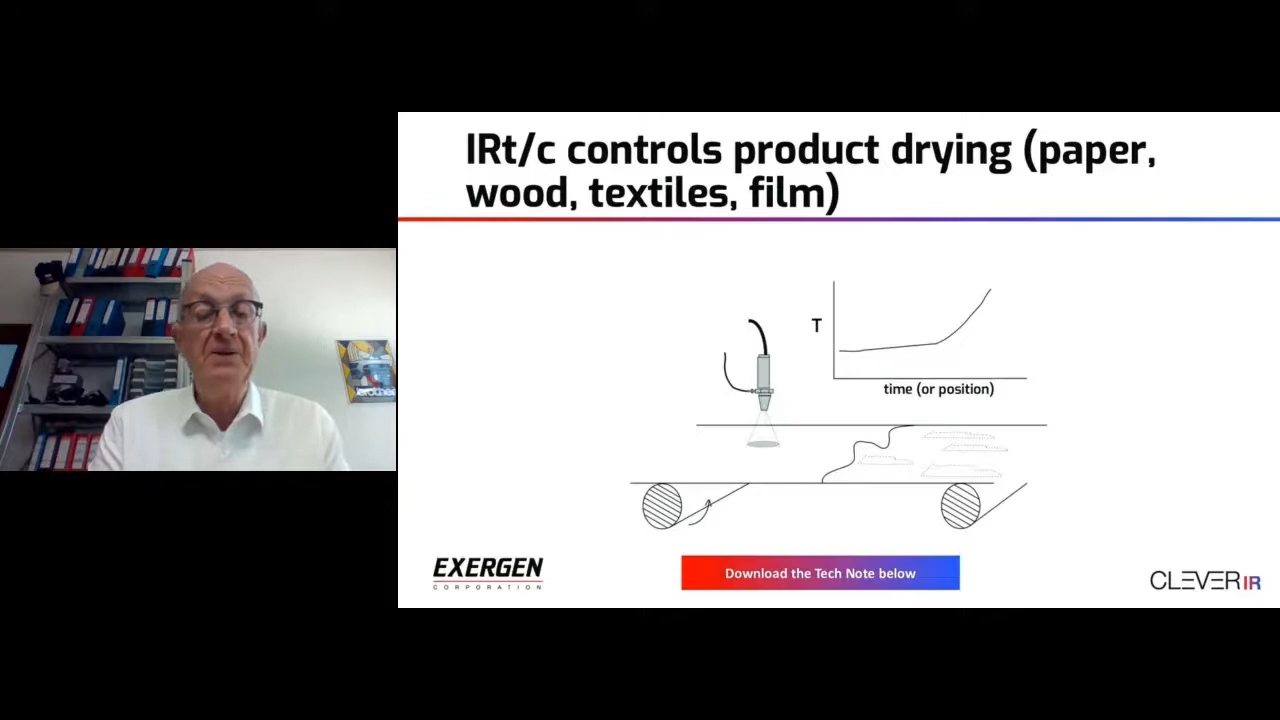 IRt/c controls product drying (paper,
wood, textiles, film)
T
time (or position)
EXERGEN
CORPORATION
Download the Tech Note below
CLEVER IR